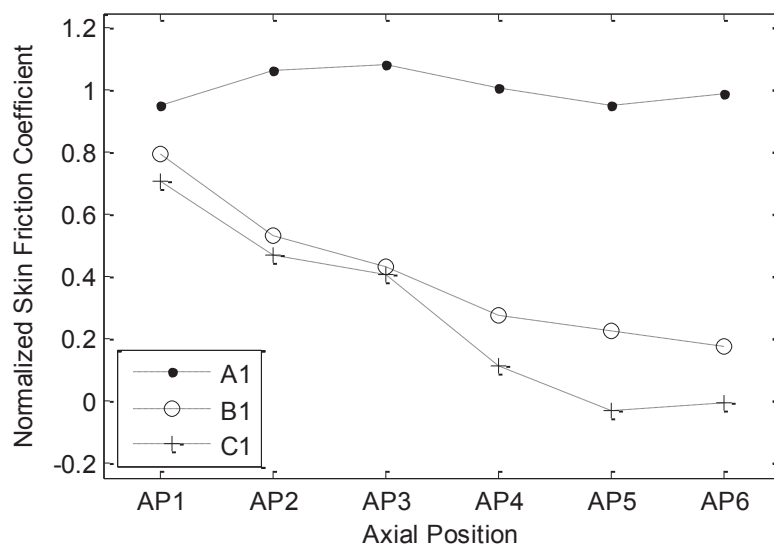 Normalized Skin Friction Coefficient
1.2
1
0.8
0.6
0.4
0.2
0
-0.2
A1
B1
C1
AP1 AP2 AP3 AP4 AP5 AP6
Axial Position